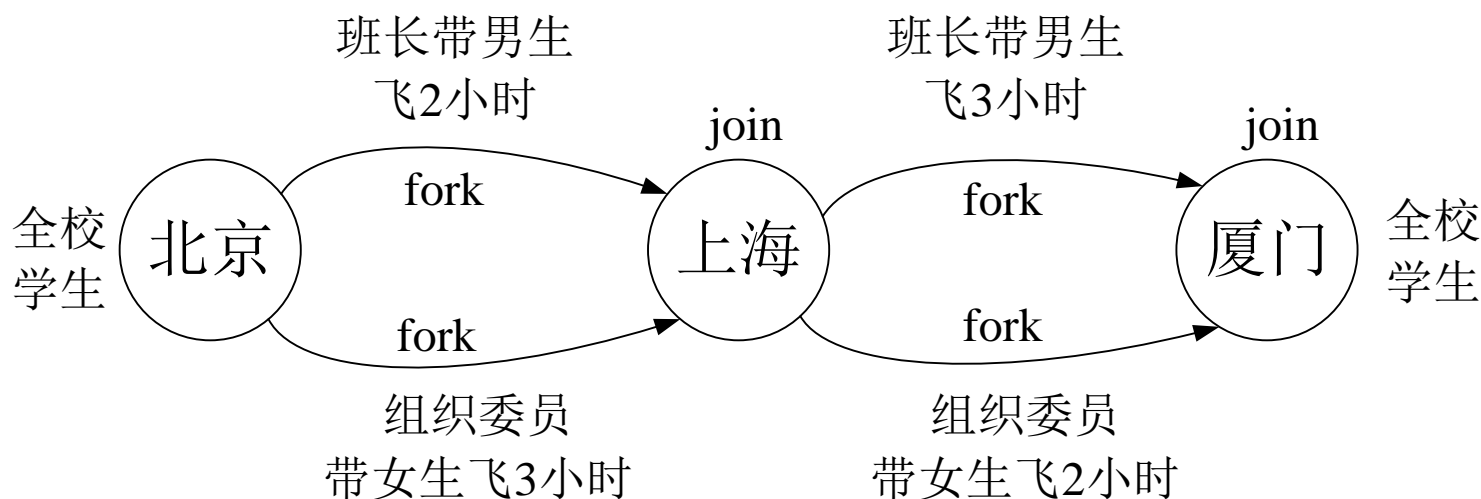 班长带男生
飞2小时
班长带男生
飞3小时
join
join
fork
fork
全校
学生
北京
上海
厦门
全校
学生
fork
fork
组织委员
带女生飞3小时
组织委员
带女生飞2小时